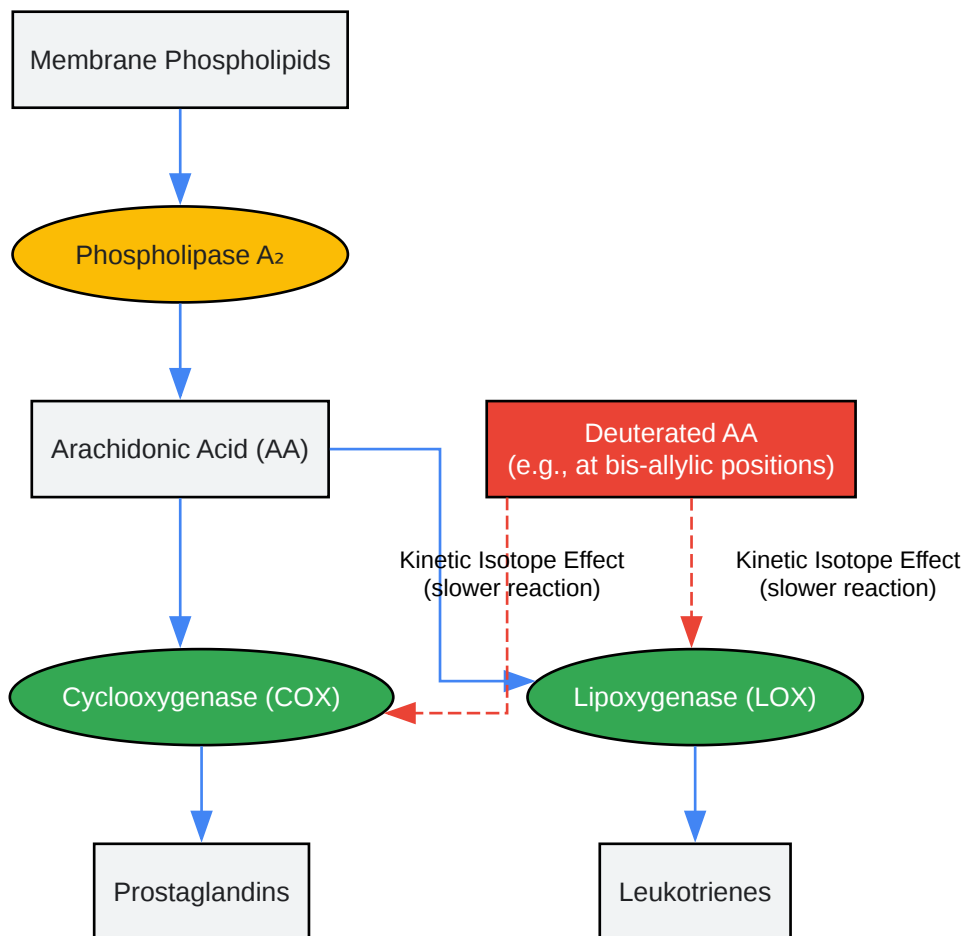 Membrane Phospholipids
Phospholipase A₂
Arachidonic Acid (AA)
Deuterated AA
(e.g., at bis-allylic positions)
Kinetic Isotope Effect
(slower reaction)
Kinetic Isotope Effect
(slower reaction)
Cyclooxygenase (COX)
Lipoxygenase (LOX)
Prostaglandins
Leukotrienes